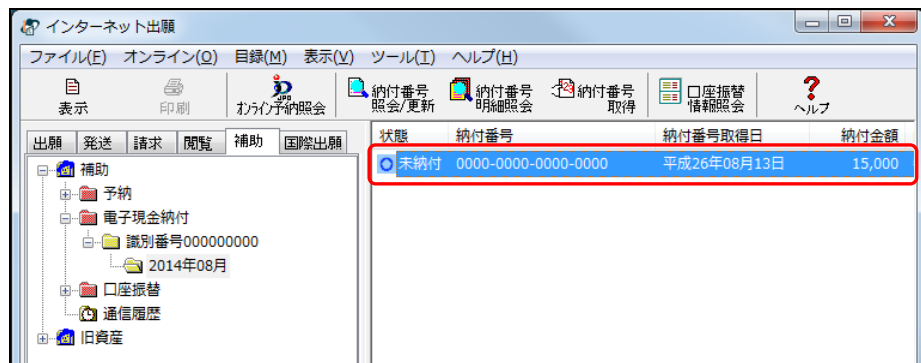 インターネット出願
ファイル(F) オンライン(O) 目録(M) 表示(V) ツール(T) ヘルプ(H)
表示 印刷 オンライン予納照会 納付番号照会/更新 納付番号明細照会 納付番号取得 口座振替情報照会 ヘルプ
出願 発送 請求 閲覧 補助 国際出願
状態 納付番号 納付番号取得日 納付金額
未納付 0000-0000-0000-0000 平成26年08月13日 15,000
補助
予納
電子現金納付
識別番号000000000
2014年08月
口座振替
通信履歴
旧資産